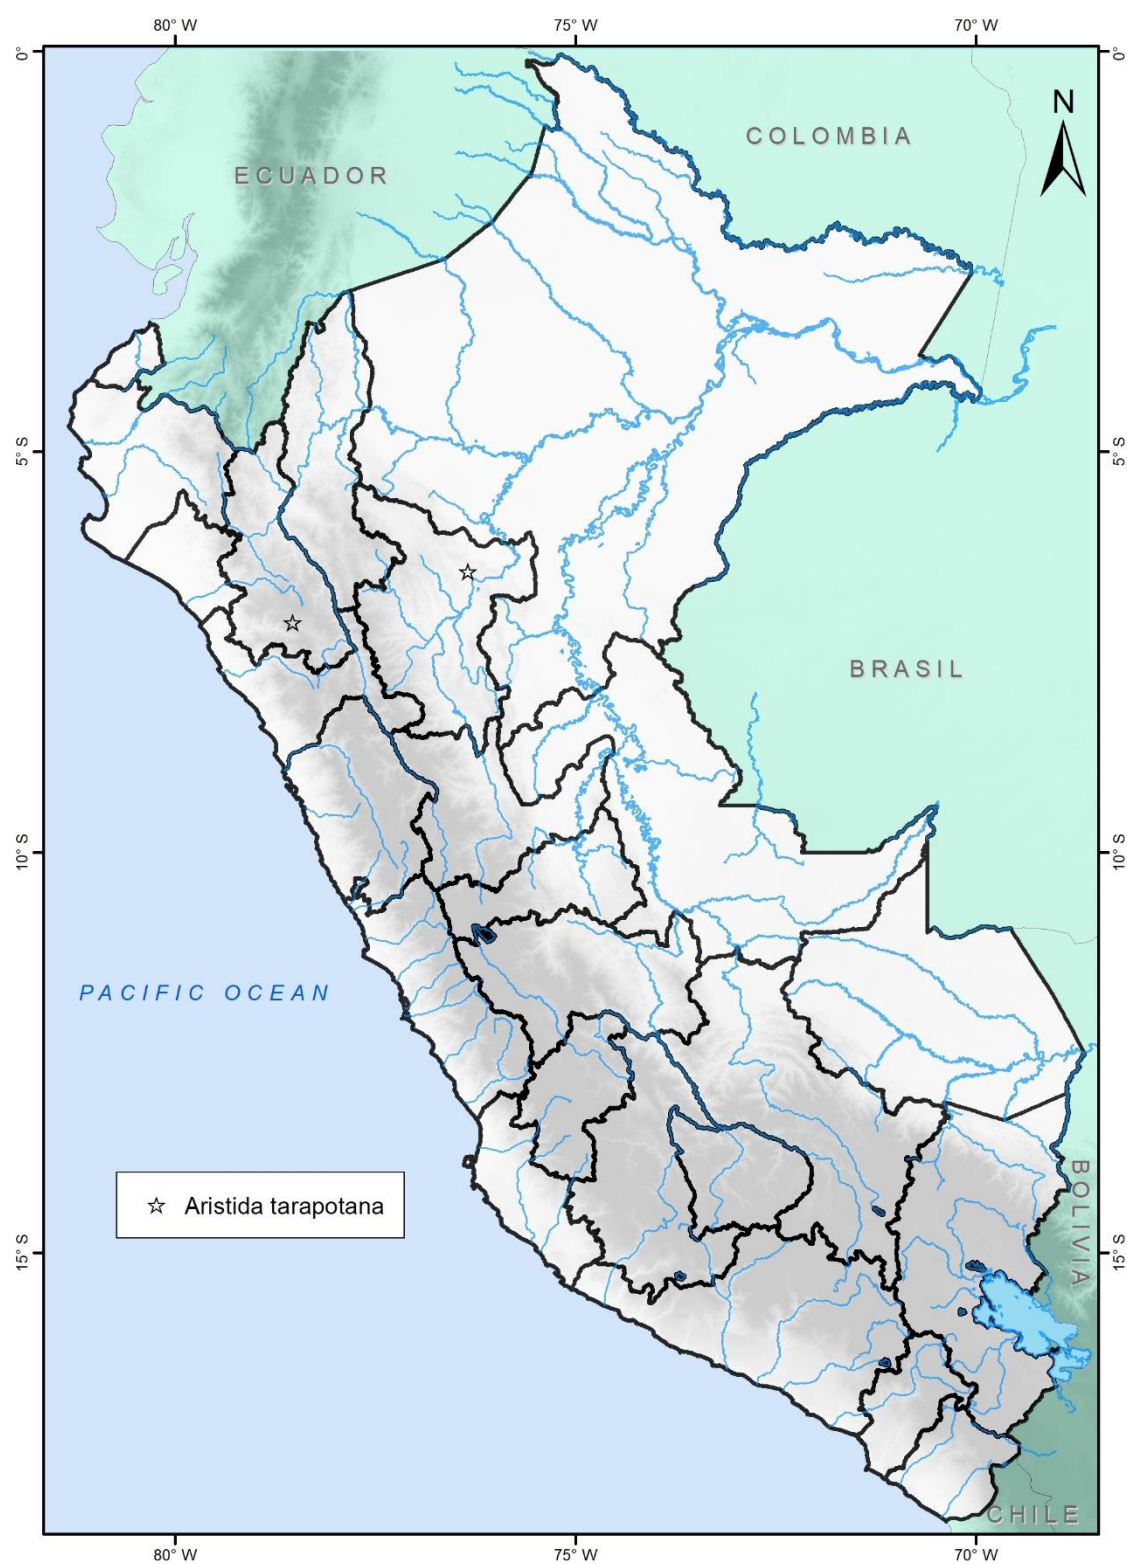 80° W 75° W 70° W
0° 0°
N
COLOMBIA
ECUADOR
5° S 5° S
BRASIL
10° S 10° S
PACIFIC OCEAN
BOLIVIA
Aristida tarapotana
15° S 15° S
CHILE
80° W 75° W 70° W